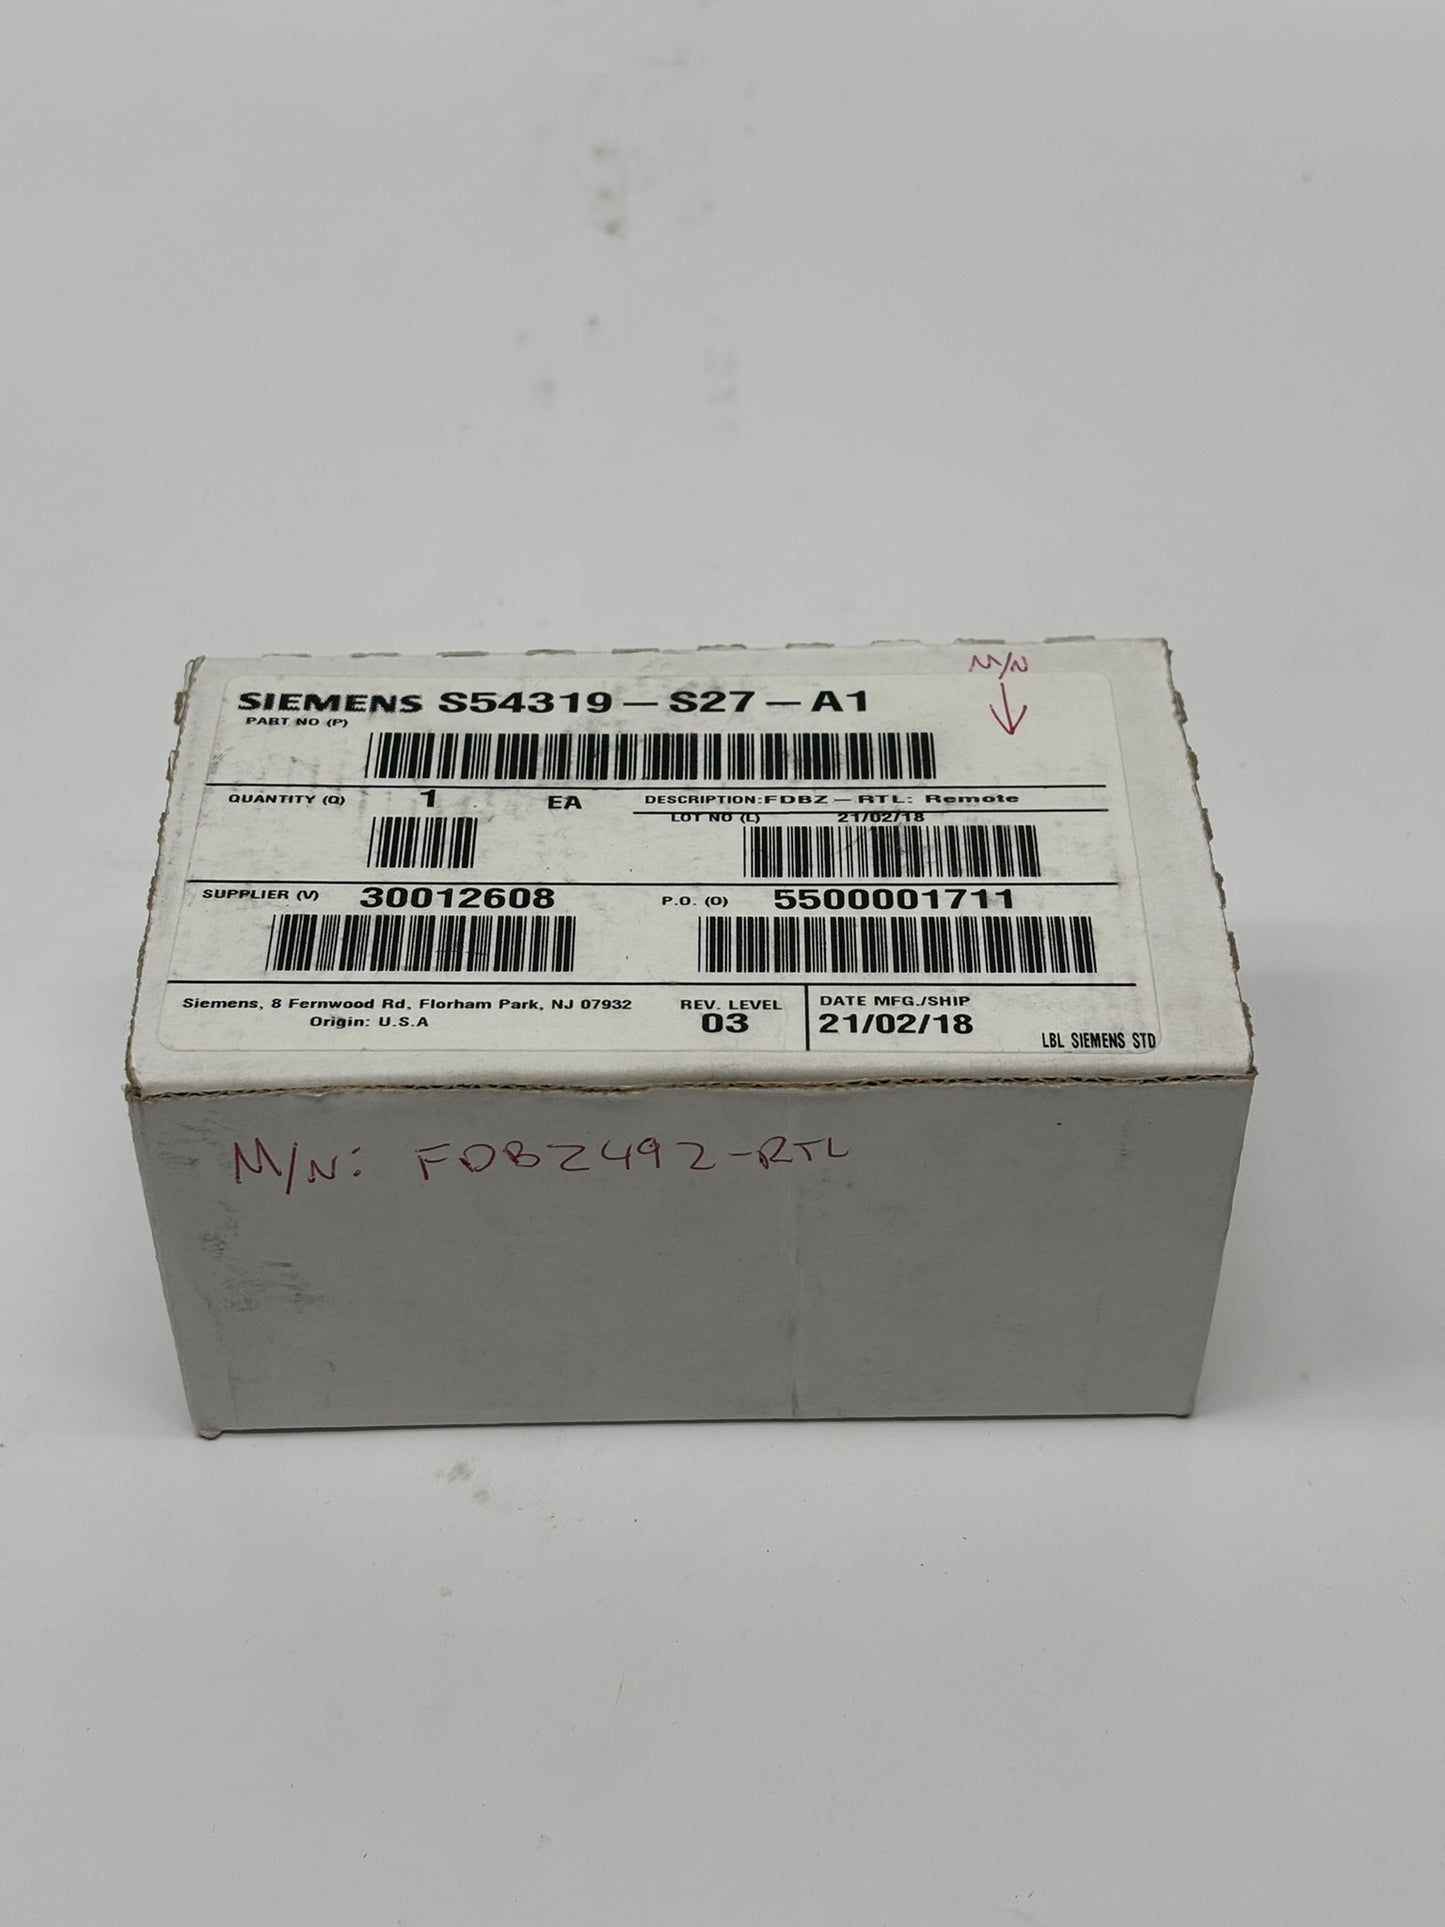 M/N
SIEMENS S54319-S27-A1
PART NO (P)
QUANTITY (Q) 1 EA
DESCRIPTION:FDBZ-RTL: Remote
LOT NO (L) 21/02/18
SUPPLIER (V) 30012608
P.O. (O) 5500001711
Siemens, 8 Fernwood Rd, Florham Park, NJ 07932
Origin: U.S.A
REV. LEVEL
03
DATE MFG./SHIP
21/02/18
LBL SIEMENS STD
M/N: FDBZ492-RTL